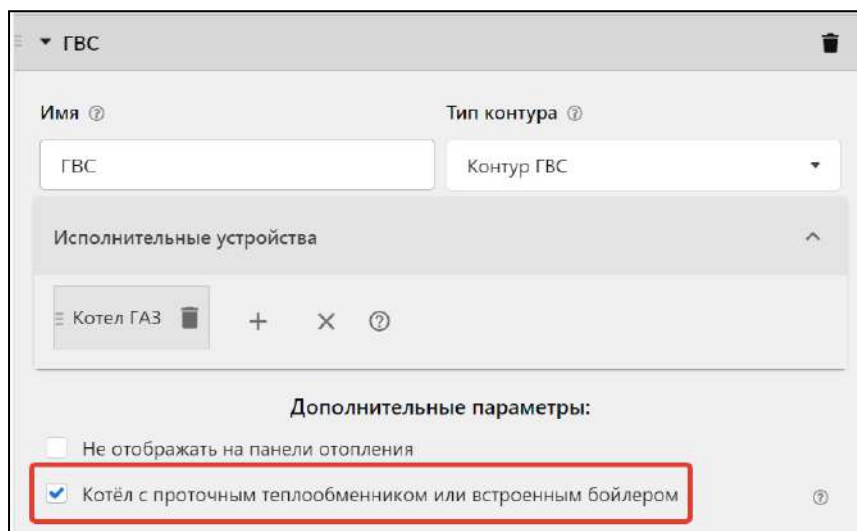 ГВС
Имя
Тип контура
ГВС
Контур ГВС
Исполнительные устройства
Котел ГАЗ
Дополнительные параметры:
Не отображать на панели отопления
Котёл с проточным теплообменником или встроенным бойлером